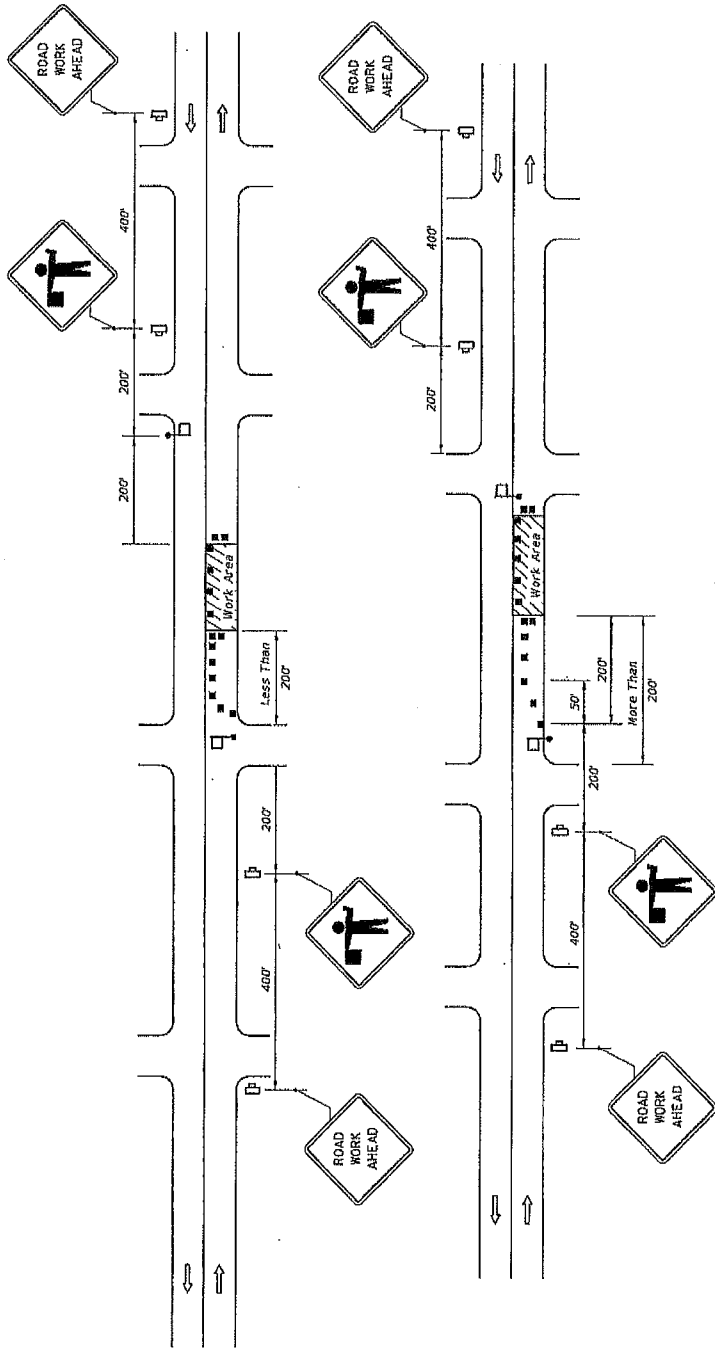 ROAD
WORK
AHEAD
400'
200'
200'
Work Area
Less Than
200'
200'
400'
ROAD
WORK
AHEAD
ROAD
WORK
AHEAD
400'
200'
Work Area
50'
200'
More Than
200'
200'
400'
ROAD
WORK
AHEAD